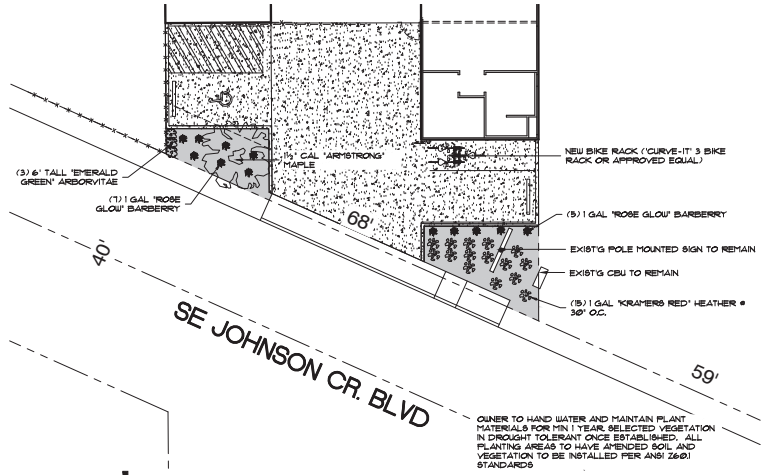 (3) 6' TALL "EMERALD
GREEN" ARBORVITAE
(7) 1 GAL "ROSE
GLOW" BARBERRY
1½" CAL "ARMSTRONG"
MAPLE
NEW BIKE RACK ('CURVE-IT' 3 BIKE
RACK OR APPROVED EQUAL)
(5) 1 GAL "ROSE GLOW" BARBERRY
EXIST'G POLE MOUNTED SIGN TO REMAIN
EXIST'G CBU TO REMAIN
(15) 1 GAL "KRAMERS RED" HEATHER @
30" O.C.
68'
40'
SE JOHNSON CR. BLVD
59'
OWNER TO HAND WATER AND MAINTAIN PLANT
MATERIALS FOR MIN 1 YEAR. SELECTED VEGETATION
IN DROUGHT TOLERANT ONCE ESTABLISHED. ALL
PLANTING AREAS TO HAVE AMENDED SOIL AND
VEGETATION TO BE INSTALLED PER ANSI Z60.1
STANDARDS